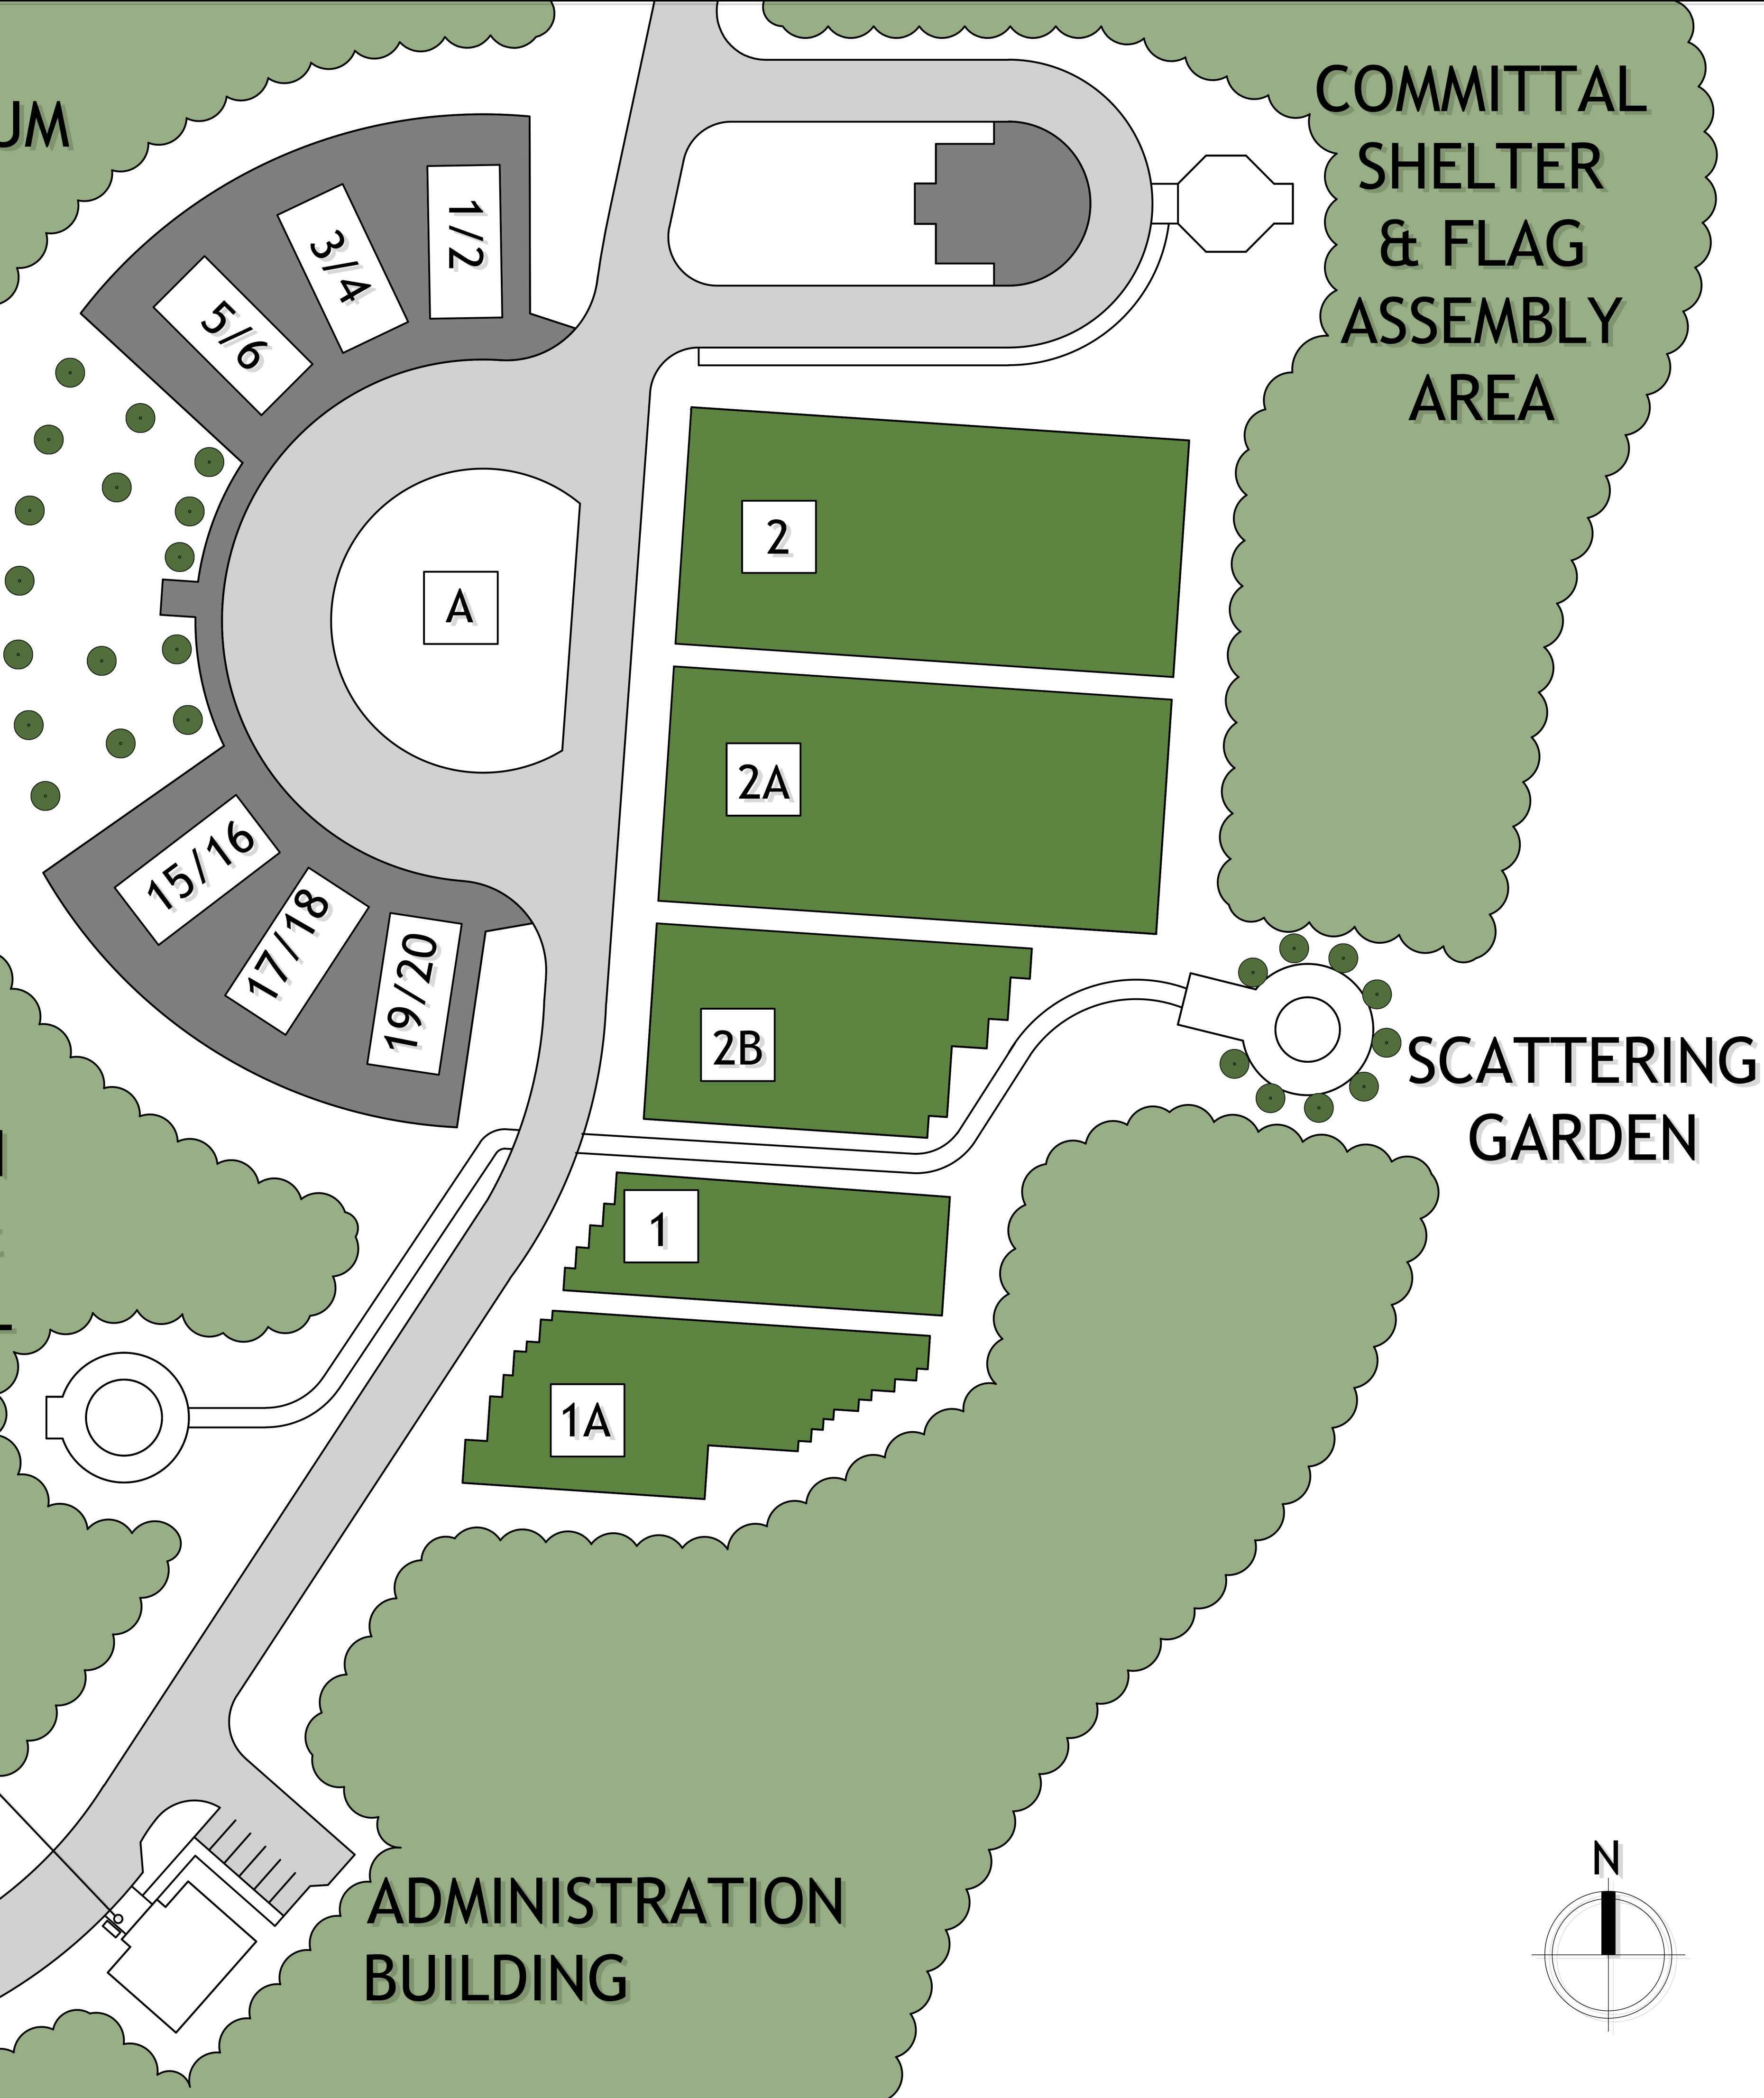 UM
COMMITTAL
SHELTER
& FLAG
ASSEMBLY
AREA
1/2
3/4
5/6
2
A
2A
15/16
17/18
19/20
2B
SCATTERING
GARDEN
1
1A
ADMINISTRATION
BUILDING
N